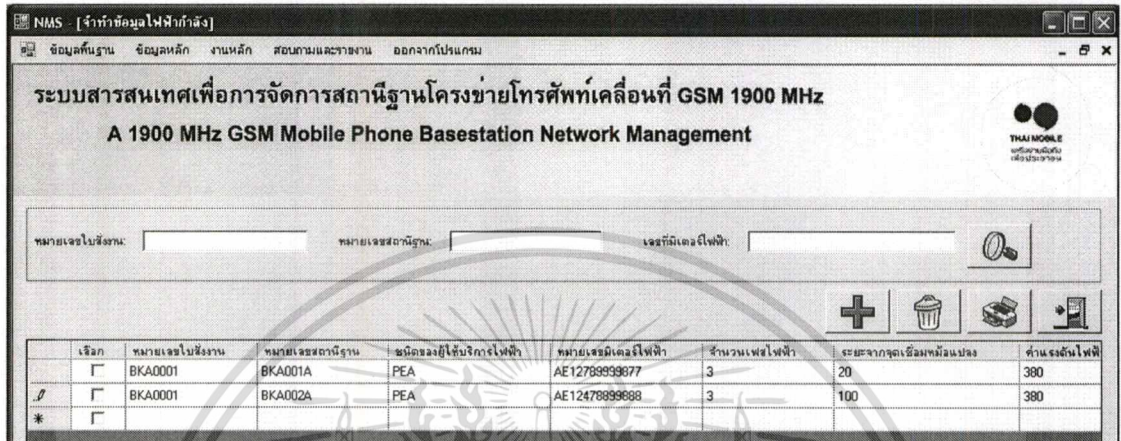 NMS - [จำทำข้อมูลไฟฟ้ากำลัง]
ข้อมูลพื้นฐาน ข้อมูลหลัก งานหลัก สอบถามและรายงาน ออกจากโปรแกรม
ระบบสารสนเทศเพื่อการจัดการสถานีฐานโครงข่ายโทรศัพท์เคลื่อนที่ GSM 1900 MHz
A 1900 MHz GSM Mobile Phone Basestation Network Management
THAI MOBILE
หมายเลขใบสั่งงาน: หมายเลขสถานีฐาน: เลขที่มิเตอร์ไฟฟ้า:
เลือก หมายเลขใบสั่งงาน หมายเลขสถานีฐาน ชนิดของผู้ให้บริการไฟฟ้า หมายเลขมิเตอร์ไฟฟ้า จำนวนเฟสไฟฟ้า ระยะจากจุดเชื่อมหม้อแปลง ค่าแรงดันไฟฟ้
BKA0001 BKA001A PEA AE12789999877 3 20 380
BKA0001 BKA002A PEA AE12478899888 3 100 380